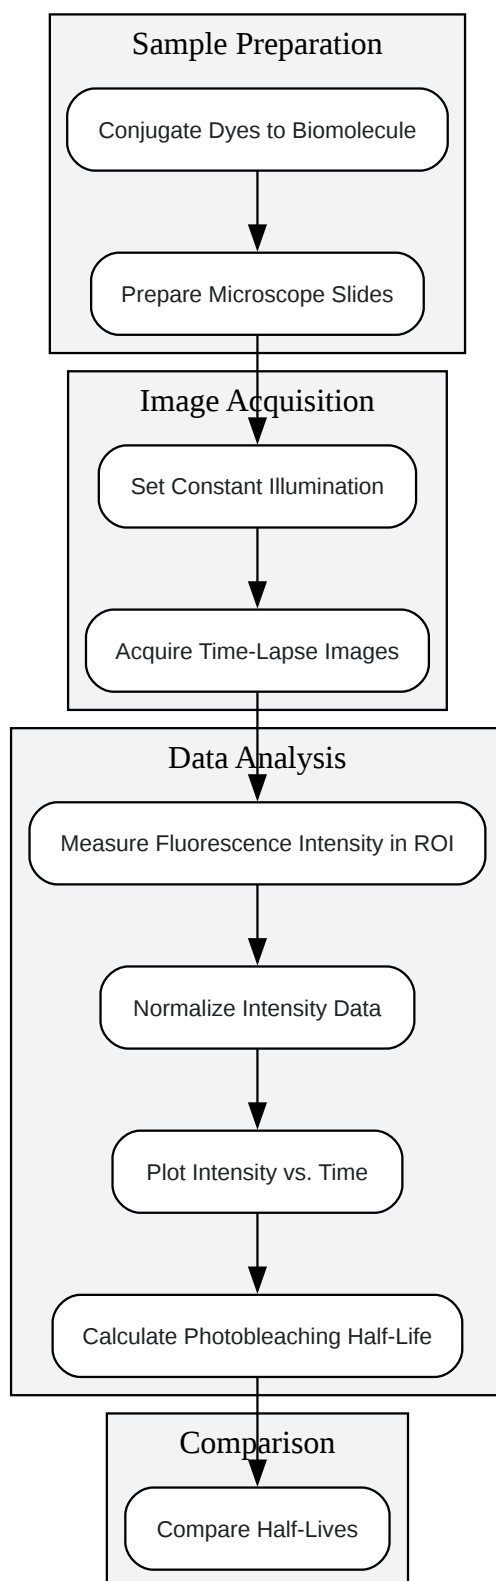 Sample Preparation
Conjugate Dyes to Biomolecule
Prepare Microscope Slides
Image Acquisition
Set Constant Illumination
Acquire Time-Lapse Images
Data Analysis
Measure Fluorescence Intensity in ROI
Normalize Intensity Data
Plot Intensity vs. Time
Calculate Photobleaching Half-Life
Comparison
Compare Half-Lives